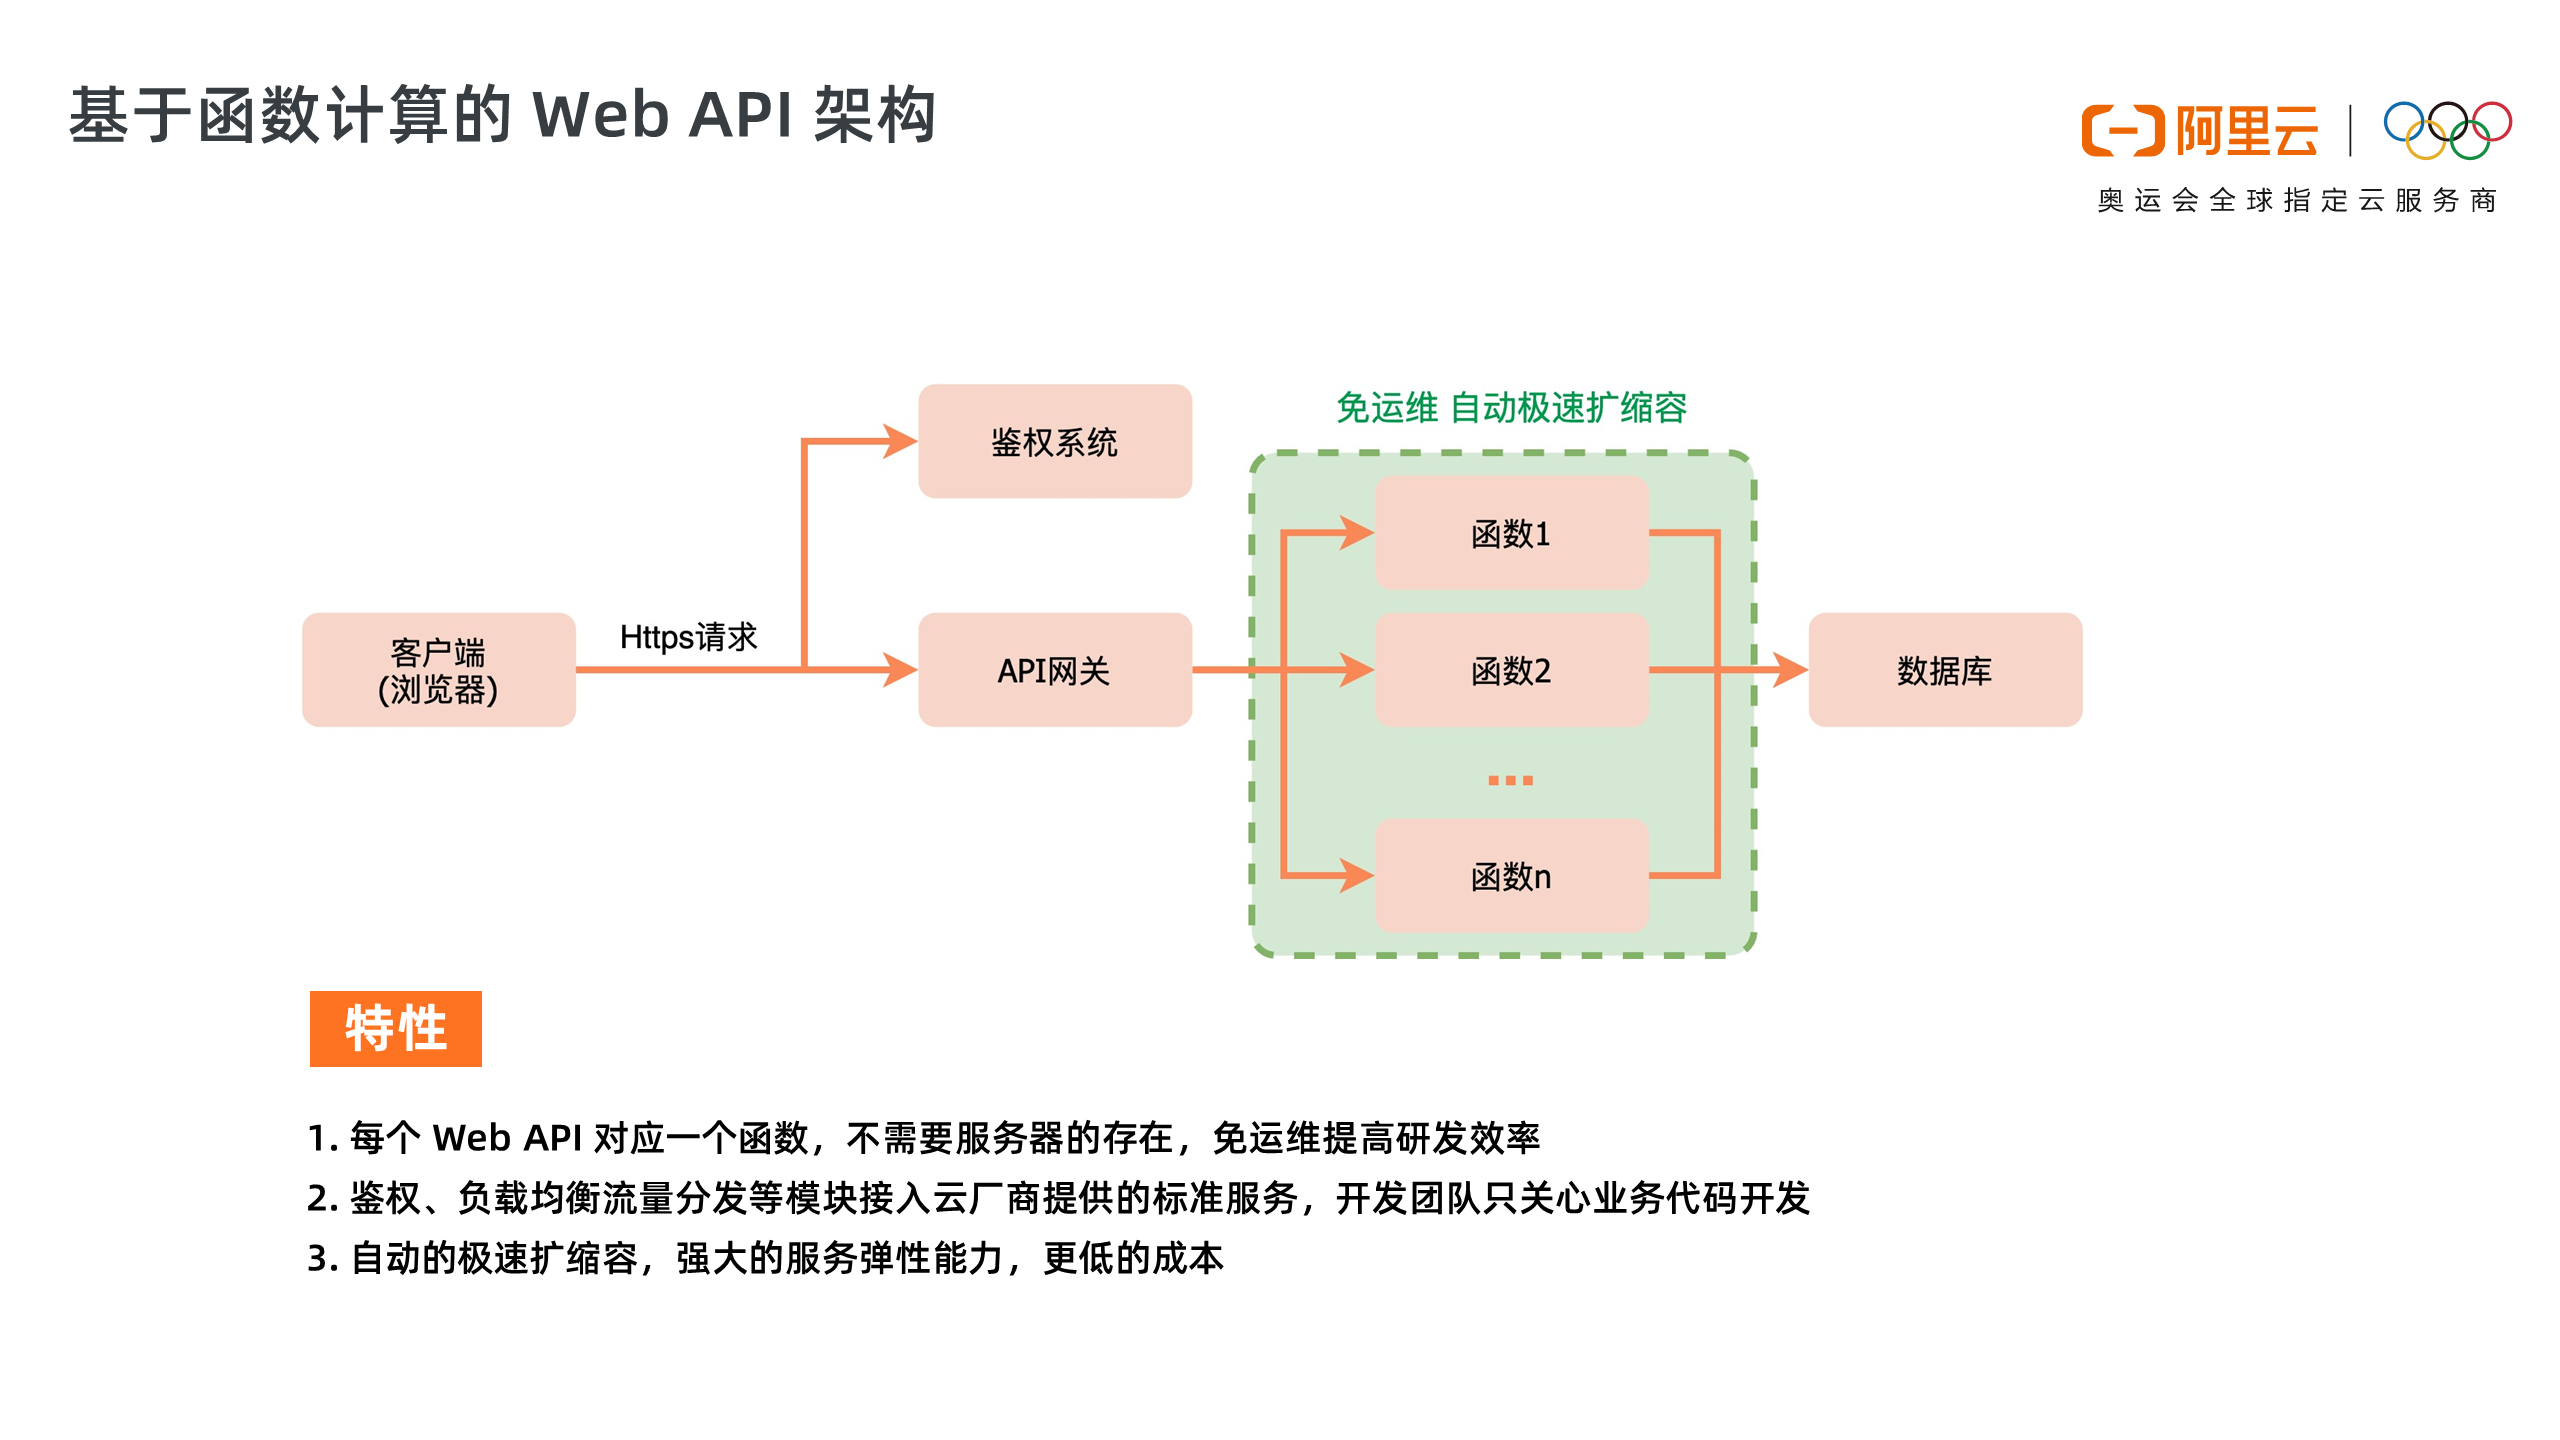 基于函数计算的 Web API 架构
阿里云
奥运会全球指定云服务商
免运维 自动极速扩缩容
鉴权系统
函数1
Https请求
客户端
(浏览器)
API网关
函数2
数据库
函数n
特性
1. 每个 Web API 对应一个函数，不需要服务器的存在，免运维提高研发效率
2. 鉴权、负载均衡流量分发等模块接入云厂商提供的标准服务，开发团队只关心业务代码开发
3. 自动的极速扩缩容，强大的服务弹性能力，更低的成本